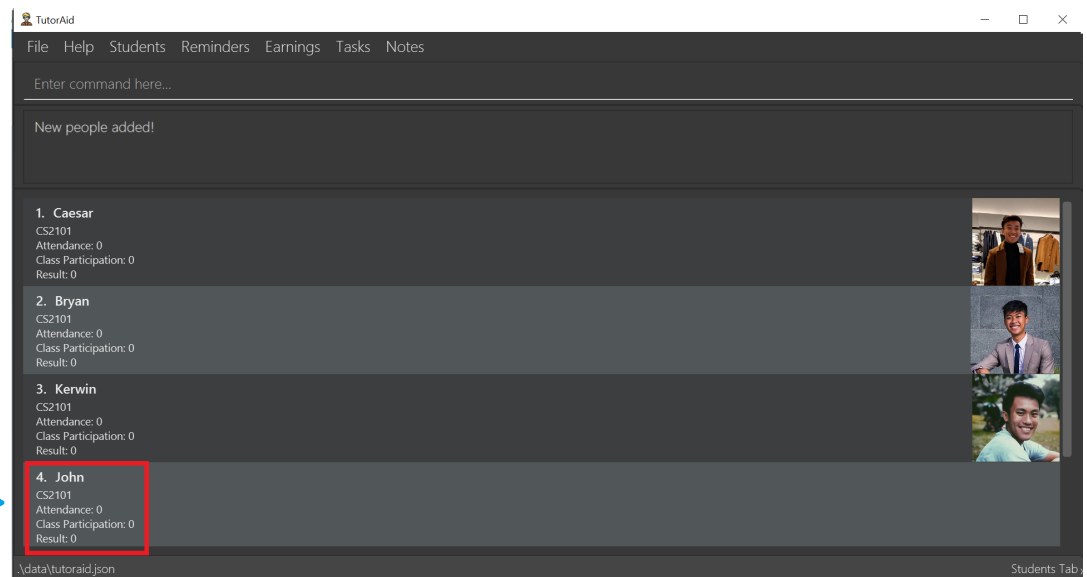 TutorAid
File Help Students Reminders Earnings Tasks Notes
Enter command here...
New people added!
1. Caesar
CS2101
Attendance: 0
Class Participation: 0
Result: 0
2. Bryan
CS2101
Attendance: 0
Class Participation: 0
Result: 0
3. Kerwin
CS2101
Attendance: 0
Class Participation: 0
Result: 0
4. John
CS2101
Attendance: 0
Class Participation: 0
Result: 0
.\data\tutoraid.json Students Tab